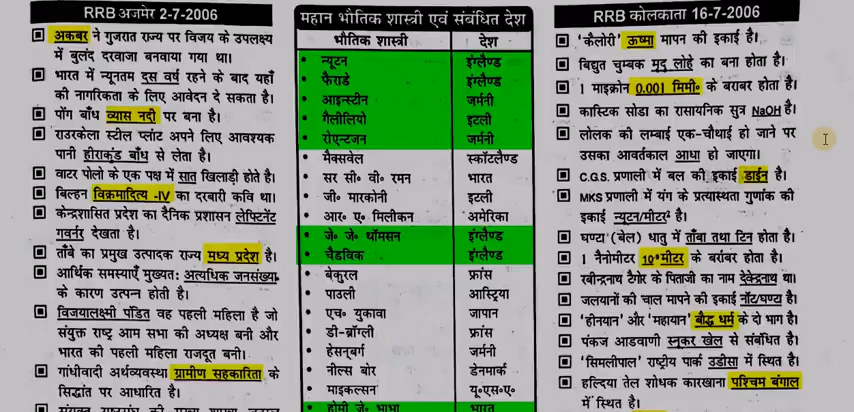 RRB अजमेर 2-7-2006
अकबर ने गुजरात राज्य पर विजय के उपलक्ष्य
में बुलंद दरवाजा बनवाया गया था।
भारत में न्यूनतम दस वर्ष रहने के बाद यहाँ
की नागरिकता के लिए आवेदन दे सकता है।
पोंग बाँध व्यास नदी पर बना है।
राउरकेला स्टील प्लांट अपने लिए आवश्यक
पानी हीराकुंड बाँध से लेता है।
वाटर पोलो के एक पक्ष में सात खिलाड़ी होते है।
बिल्हन विक्रमादित्य -IV का दरबारी कवि था।
केन्द्रशासित प्रदेश का दैनिक प्रशासन लेफ्टिनेंट
गवर्नर देखता है।
ताँबे का प्रमुख उत्पादक राज्य मध्य प्रदेश है।
आर्थिक समस्याएँ मुख्यत: अत्यधिक जनसंख्या
के कारण उत्पन्न होती है।
विजयालक्ष्मी पंडित वह पहली महिला है जो
संयुक्त राष्ट्र आम सभा की अध्यक्ष बनी और
भारत की पहली महिला राजदूत बनी।
गांधीवादी अर्थव्यवस्था ग्रामीण सहकारिता के
सिद्धांत पर आधारित है।
महान भौतिक शास्त्री एवं संबंधित देश
भौतिक शास्त्री देश
न्यूटन इंग्लैण्ड
फैराडे इंग्लैण्ड
आइन्स्टीन जर्मनी
गैलीलियो इटली
रोएन्टजन जर्मनी
मैक्सवेल स्कॉटलैण्ड
सर सी० वी० रमन भारत
जी० मारकोनी इटली
आर० ए० मिलीकन अमेरिका
जे० जे० थॉमसन इंग्लैण्ड
चैडविक इंग्लैण्ड
बेकुरल फ्रांस
पाउली आस्ट्रिया
एच० युकावा जापान
डी-ब्रॉग्ली फ्रांस
हेसनबर्ग जर्मनी
नील्स बोर डेनमार्क
माइकल्सन यू०एस०ए०
होमी जे० भाभा भारत
RRB कोलकाता 16-7-2006
'कैलोरी' ऊष्मा मापन की इकाई है।
विद्युत चुम्बक मृदु लोहे का बना होता है।
1 माइक्रोन 0.001 मिमी० के बराबर होता है।
कास्टिक सोडा का रासायनिक सुत्र NaOH है।
लोलक की लम्बाई एक-चौथाई हो जाने पर
उसका आवर्तकाल आधा हो जाएगा।
C.G.S. प्रणाली में बल की इकाई डाईन है।
MKS प्रणाली में यंग के प्रत्यास्थता गुणांक की
इकाई न्यूटन/मीटर² है।
घण्टा (बेल) धातु में ताँबा तथा टिन होता है।
1 नैनोमीटर मीटर के बराबर होता है।
रबीन्द्रनाथ टैगोर के पिताजी का नाम देवेन्द्रनाथ था।
जलयानों की चाल मापने की इकाई नॉट/घण्टा है।
'हीनयान' और 'महायान' बौद्ध धर्म के दो भाग है।
पंकज आडवाणी स्नूकर खेल से संबंधित है।
'सिमलीपाल' राष्ट्रीय पार्क उडीसा में स्थित है।
हल्दिया तेल शोधक कारखाना पश्चिम बंगाल
में स्थित है।